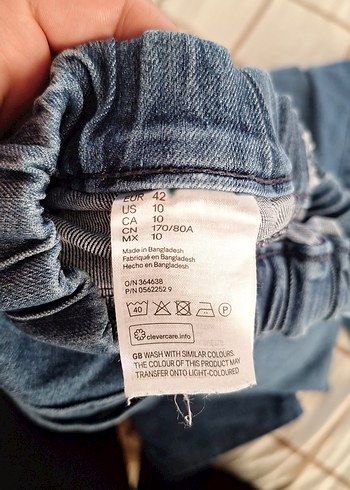 EUR 42
US 10
CA 10
CN 170/80A
MX 10
Made in Bangladesh
Fabriqué en Bangladesh
Hecho en Bangladesh
O/N 364638
P/N 0562252 9
40 P
clevercare.info
GB WASH WITH SIMILAR COLOURS.
THE COLOUR OF THIS PRODUCT MAY
TRANSFER ONTO LIGHT-COLOURED